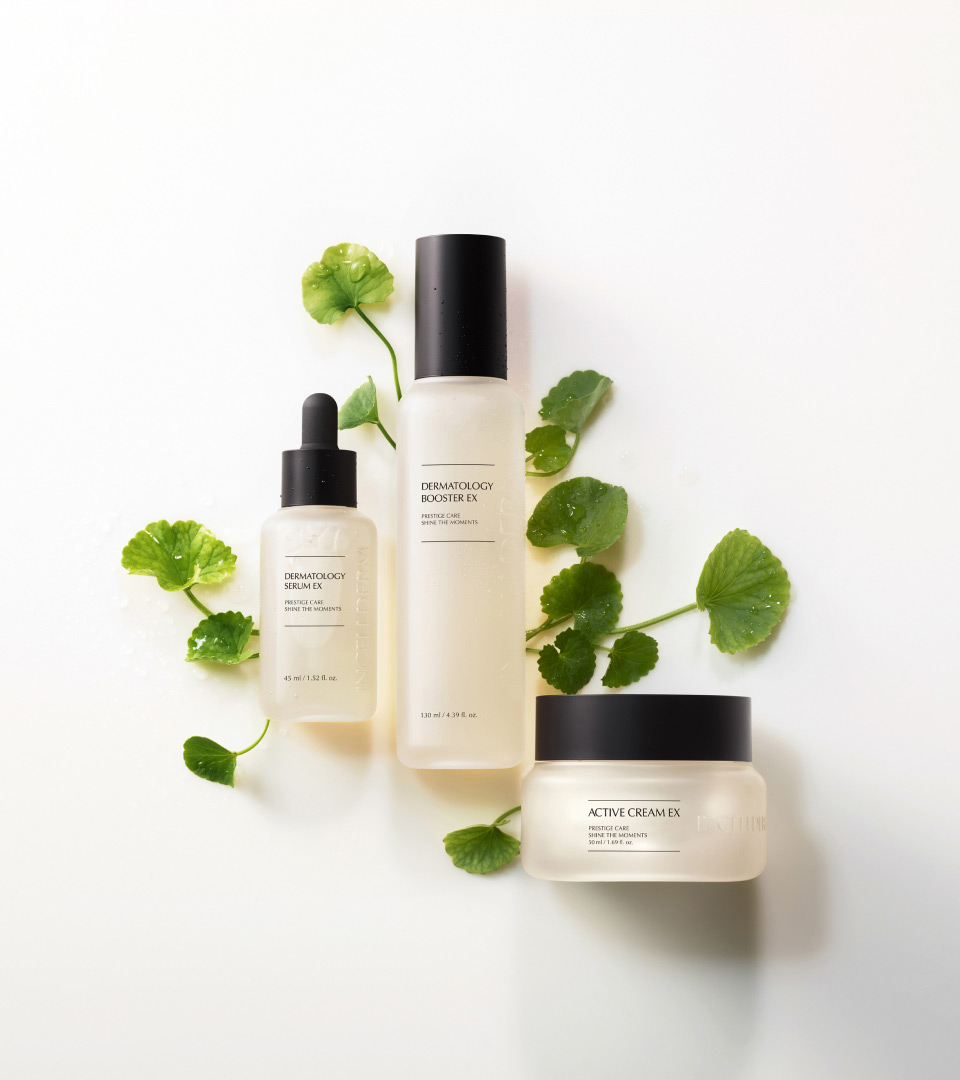 DERMATOLOGY
BOOSTER EX
PRESTIGE CARE
SHINE THE MOMENTS
130 ml / 4.39 fl. oz.
DERMATOLOGY
SERUM EX
PRESTIGE CARE
SHINE THE MOMENTS
45 ml / 1.52 fl. oz.
ACTIVE CREAM EX
PRESTIGE CARE
SHINE THE MOMENTS
50 ml / 1.69 fl. oz.